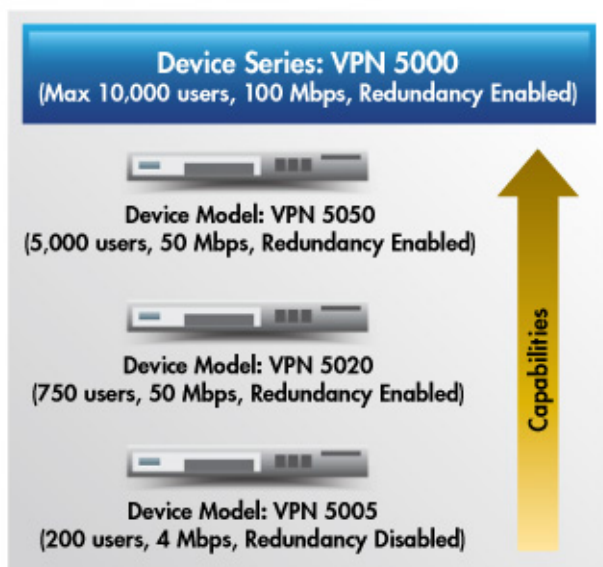 Device Series: VPN 5000
(Max 10,000 users, 100 Mbps, Redundancy Enabled)
Device Model: VPN 5050
(5,000 users, 50 Mbps, Redundancy Enabled)
Device Model: VPN 5020
(750 users, 50 Mbps, Redundancy Enabled)
Device Model: VPN 5005
(200 users, 4 Mbps, Redundancy Disabled)
Capabilities